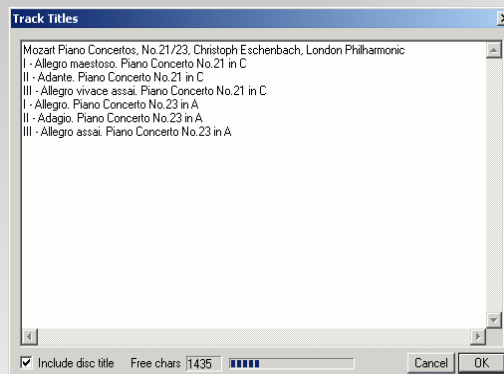 Track Titles
Mozart Piano Concertos, No.21/23, Christoph Eschenbach, London Philharmonic
I - Allegro maestoso. Piano Concerto No.21 in C
II - Adante. Piano Concerto No.21 in C
III - Allegro vivace assai. Piano Concerto No.21 in C
I - Allegro. Piano Concerto No.23 in A
II - Adagio. Piano Concerto No.23 in A
III - Allegro assai. Piano Concerto No.23 in A
Include disc title Free chars 1435 Cancel OK